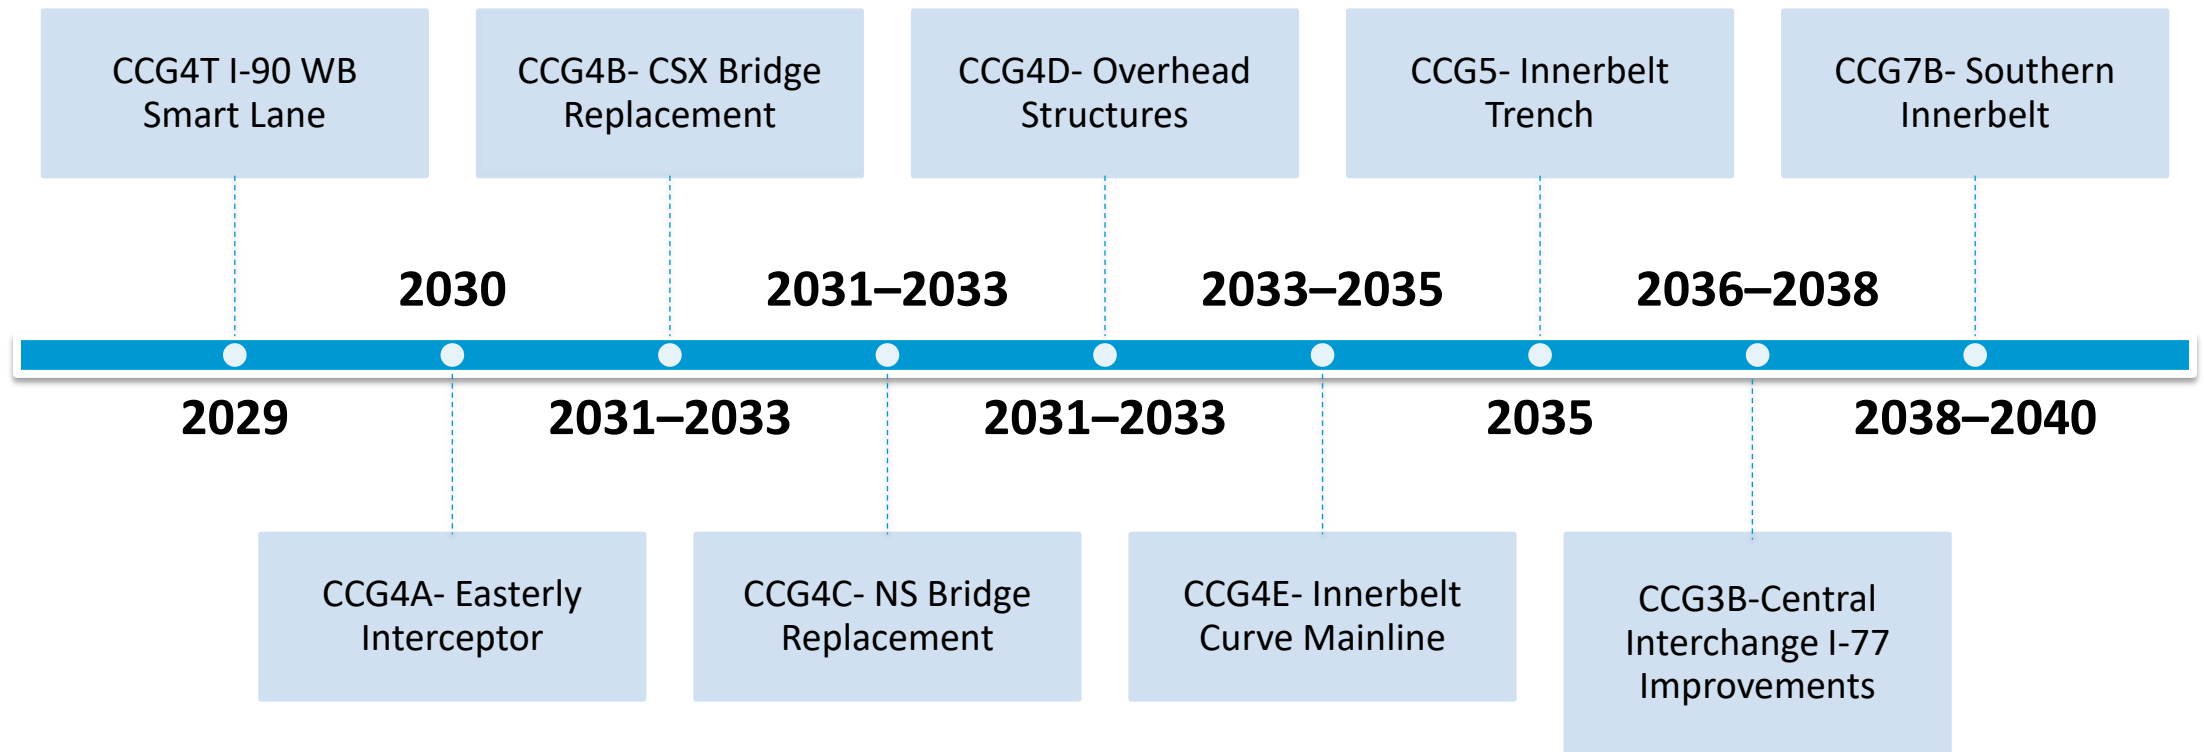 CCG4T I-90 WB
Smart Lane
CCG4B- CSX Bridge
Replacement
CCG4D- Overhead
Structures
CCG5- Innerbelt
Trench
CCG7B- Southern
Innerbelt
2030
2031–2033
2033–2035
2036–2038
2029
2031–2033
2031–2033
2035
2038–2040
CCG4A- Easterly
Interceptor
CCG4C- NS Bridge
Replacement
CCG4E- Innerbelt
Curve Mainline
CCG3B-Central
Interchange I-77
Improvements